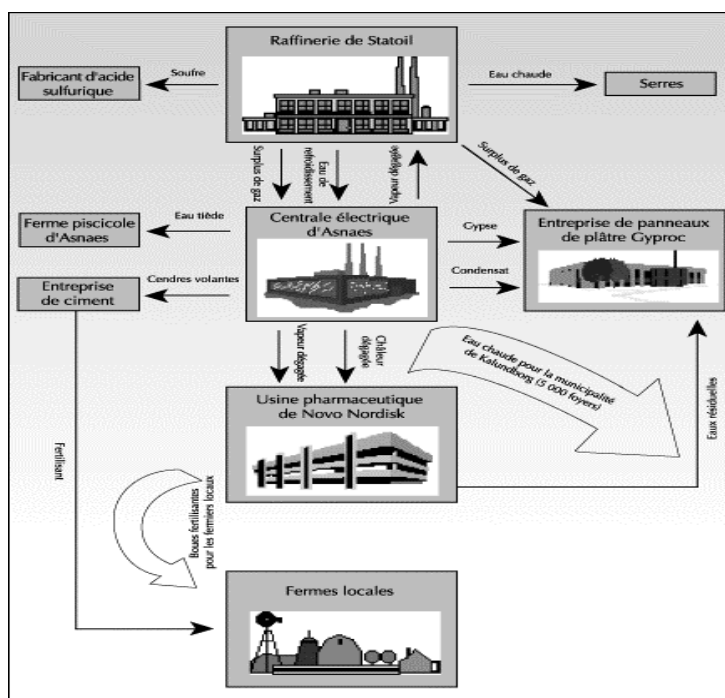 Raffinerie de Statoil
Fabricant d'acide
sulfurique
Soufre
Eau chaude
Serres
Surplus de gaz
Eau de
refroidissement
Vapeur dégagée
Surplus de gaz
Ferme piscicole
d'Asnaes
Eau tiède
Centrale électrique
d'Asnaes
Gypse
Entreprise de panneaux
de plâtre Gyproc
Entreprise
de ciment
Cendres volantes
Condensat
Vapeur dégagée
Châleur
dégagée
Eau chaude pour la municipalité
de Kalundborg (5 000 foyers)
Eaux résiduelles
Usine pharmaceutique
de Novo Nordisk
Fertilisant
Boues fertilisantes
pour les fermiers locaux
Fermes locales